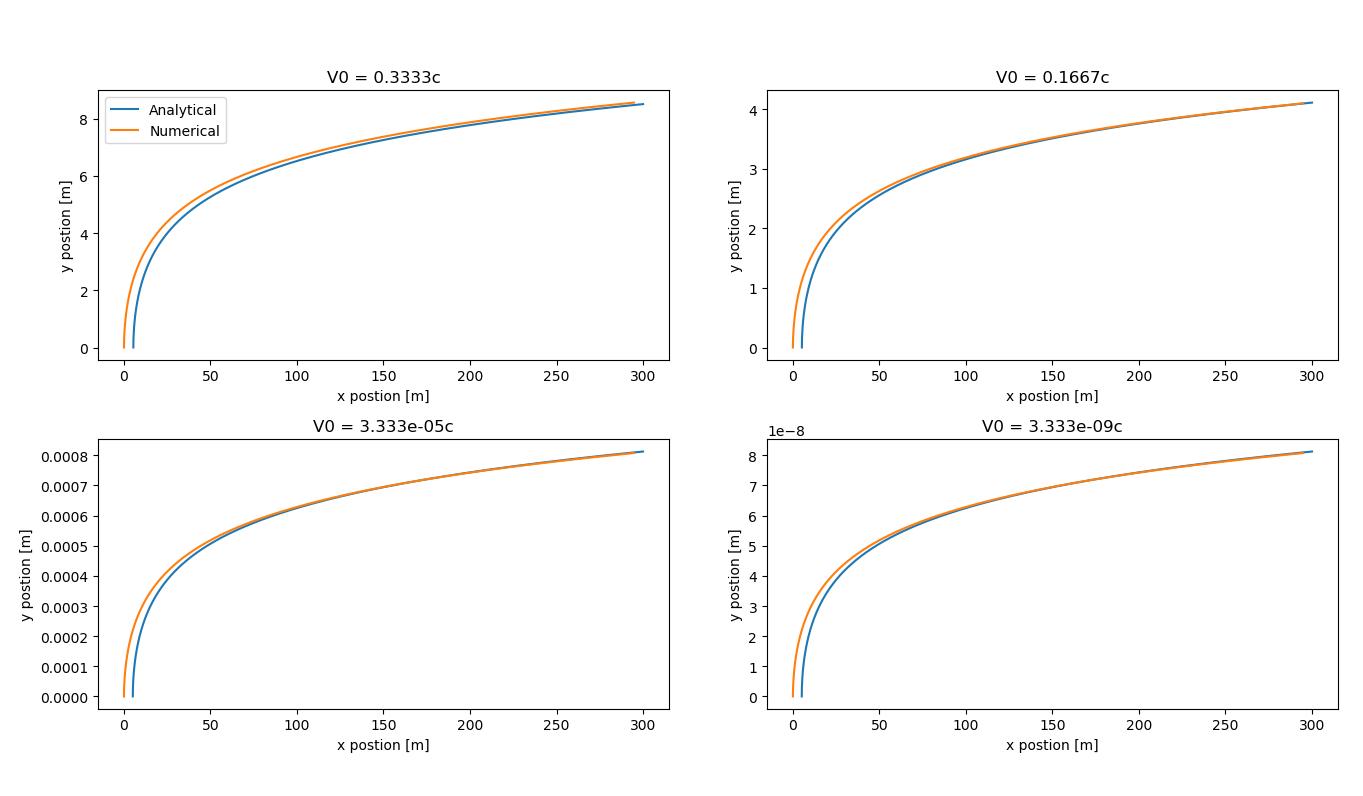 V0 = 0.3333c
Analytical
Numerical
8
6
4
2
0
y postion [m]
0 50 100 150 200 250 300
x postion [m]
V0 = 0.1667c
4
3
2
1
0
y postion [m]
0 50 100 150 200 250 300
x postion [m]
V0 = 3.333e-05c
0.0008
0.0007
0.0006
0.0005
0.0004
0.0003
0.0002
0.0001
0.0000
y postion [m]
0 50 100 150 200 250 300
x postion [m]
V0 = 3.333e-09c
1e−8
8
7
6
5
4
3
2
1
0
y postion [m]
0 50 100 150 200 250 300
x postion [m]